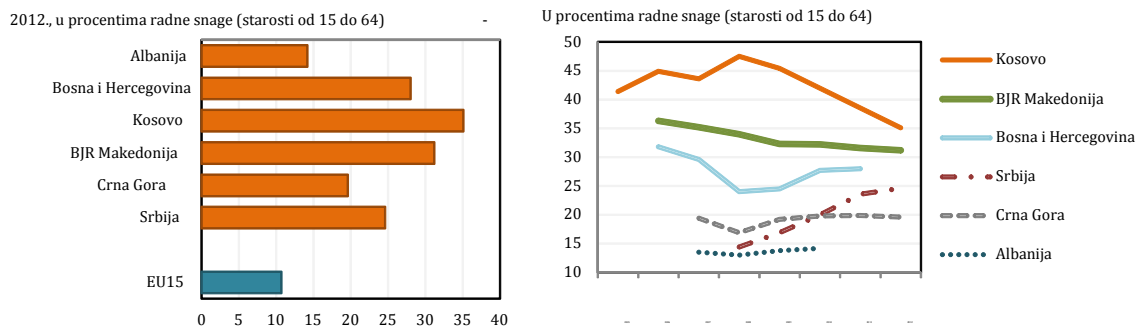 2012., u procentima radne snage (starosti od 15 do 64) -
Albanija
Bosna i Hercegovina
Kosovo
BJR Makedonija
Crna Gora
Srbija
EU15
0 5 10 15 20 25 30 35 40
U procentima radne snage (starosti od 15 do 64)
50
45
40
35
30
25
20
15
10
Kosovo
BJR Makedonija
Bosna i Hercegovina
Srbija
Crna Gora
Albanija